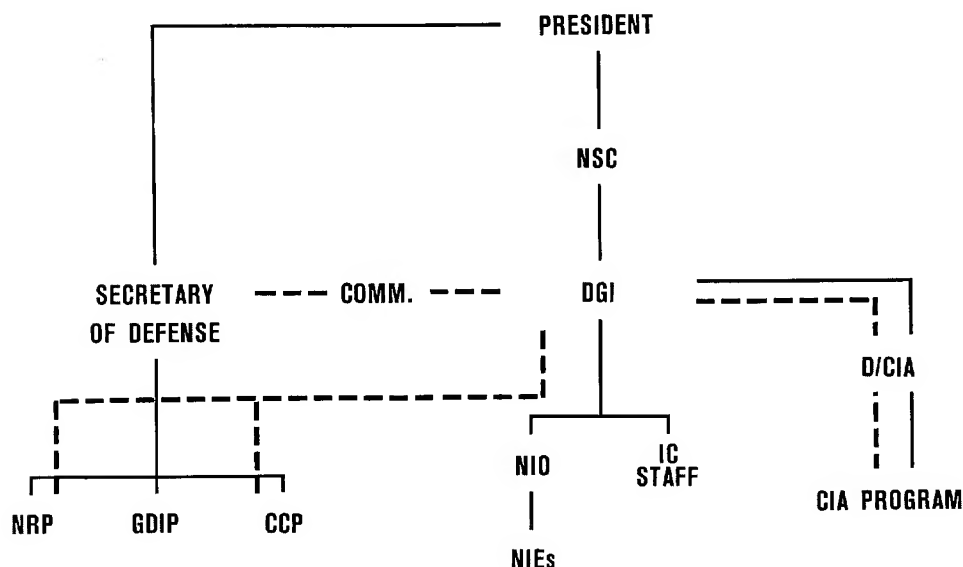 PRESIDENT
NSC
SECRETARY
OF DEFENSE
COMM.
DGI
D/CIA
NIO
IC
STAFF
CIA PROGRAM
NRP
GDIP
CCP
NIEs